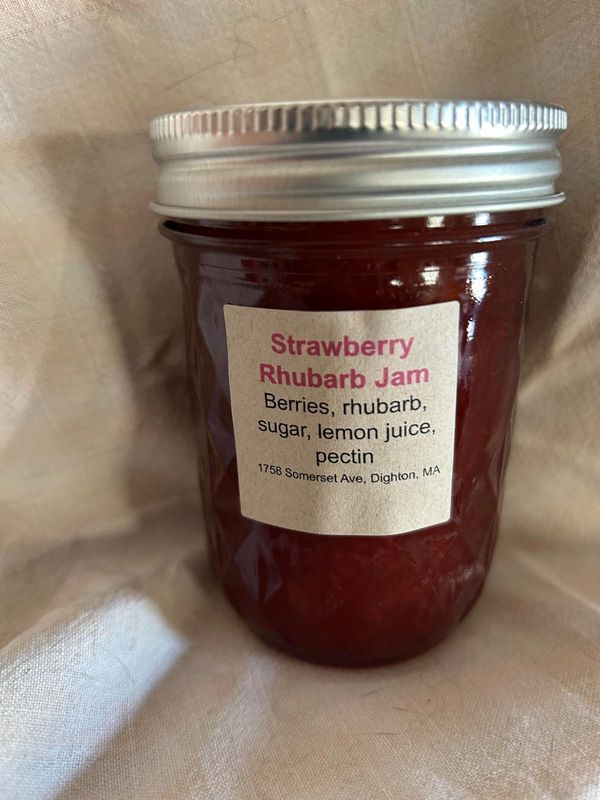 Strawberry
Rhubarb Jam
Berries, rhubarb,
sugar, lemon juice,
pectin
1758 Somerset Ave, Dighton, MA